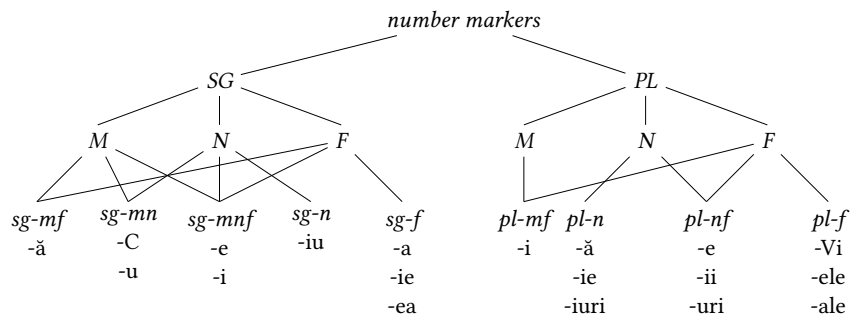 number markers
SG PL
M N F M N F
sg-mf sg-mn sg-mnf sg-n sg-f pl-mf pl-n pl-nf pl-f
-ă -C -e -iu -a -i -ă -e -Vi
-u -i -ie -ie -ii -ele
-ea -iuri -uri -ale